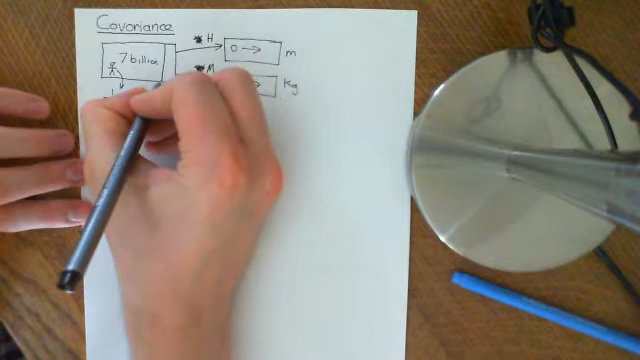 Covariance
H
7 billion
0 → m
M
Kg